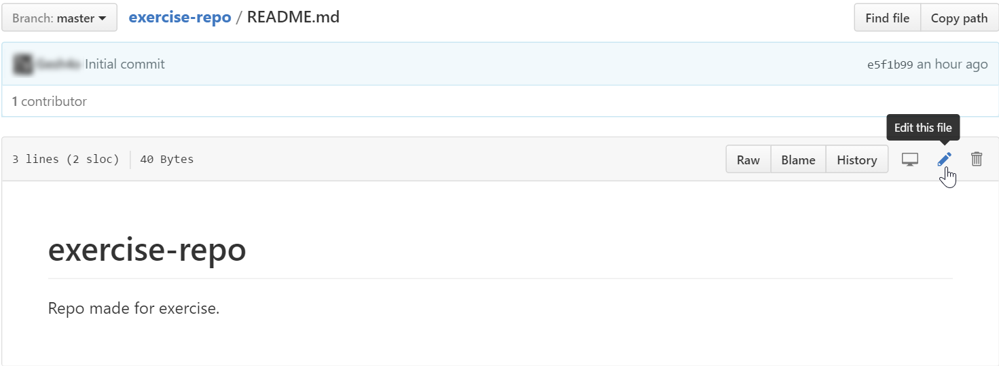 Branch: master
exercise-repo / README.md
Find file
Copy path
Initial commit
e5f1b99 an hour ago
1 contributor
Edit this file
3 lines (2 sloc)
40 Bytes
Raw
Blame
History
exercise-repo
Repo made for exercise.